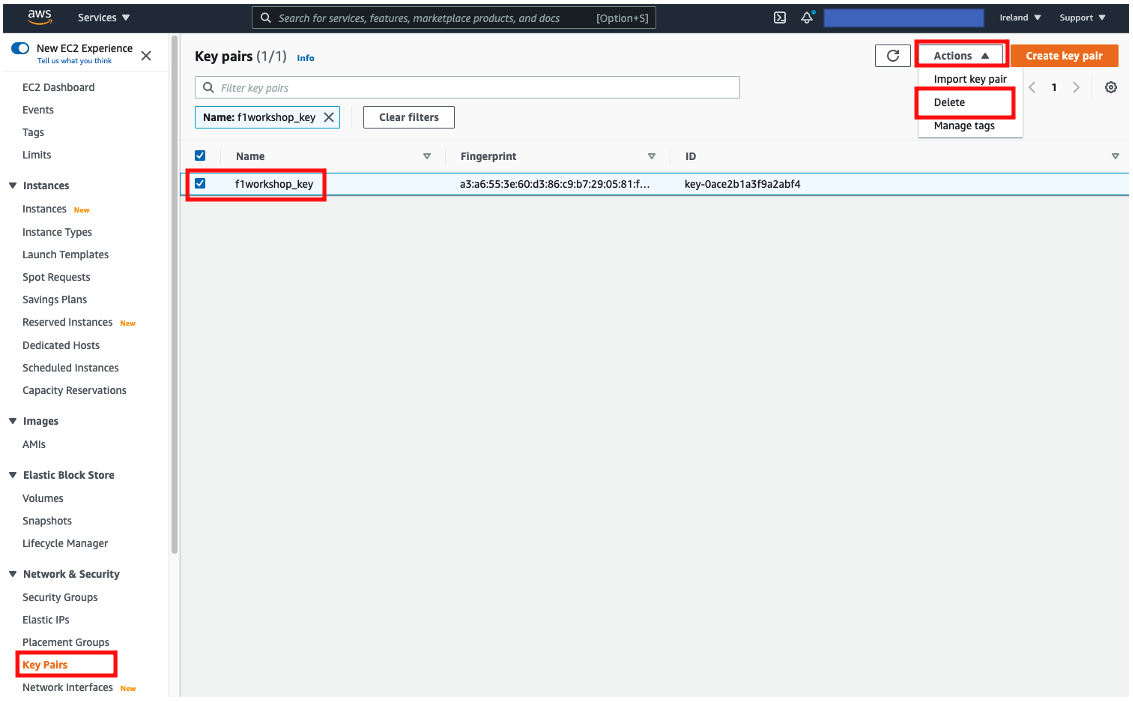 aws Services ▼ Search for services, features, marketplace products, and docs [Option+S] Ireland ▼ Support ▼
New EC2 Experience
Tell us what you think
EC2 Dashboard
Events
Tags
Limits
Instances
Instances New
Instance Types
Launch Templates
Spot Requests
Savings Plans
Reserved Instances New
Dedicated Hosts
Scheduled Instances
Capacity Reservations
Images
AMIs
Elastic Block Store
Volumes
Snapshots
Lifecycle Manager
Network & Security
Security Groups
Elastic IPs
Placement Groups
Key Pairs
Network Interfaces New
Key pairs (1/1) Info
Actions ▲ Create key pair
Import key pair
Delete
Manage tags
Filter key pairs
< 1 >
Name: f1workshop_key ✕ Clear filters
Name Fingerprint ID
f1workshop_key a3:a6:55:3e:60:d3:86:c9:b7:29:05:81:f... key-0ace2b1a3f9a2abf4